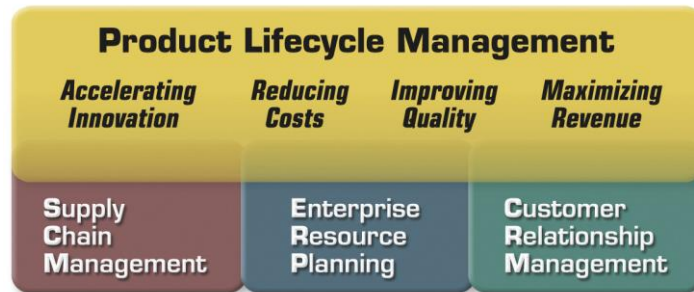 Product Lifecycle Management
Accelerating Innovation
Reducing Costs
Improving Quality
Maximizing Revenue
Supply
Chain
Management
Enterprise
Resource
Planning
Customer
Relationship
Management